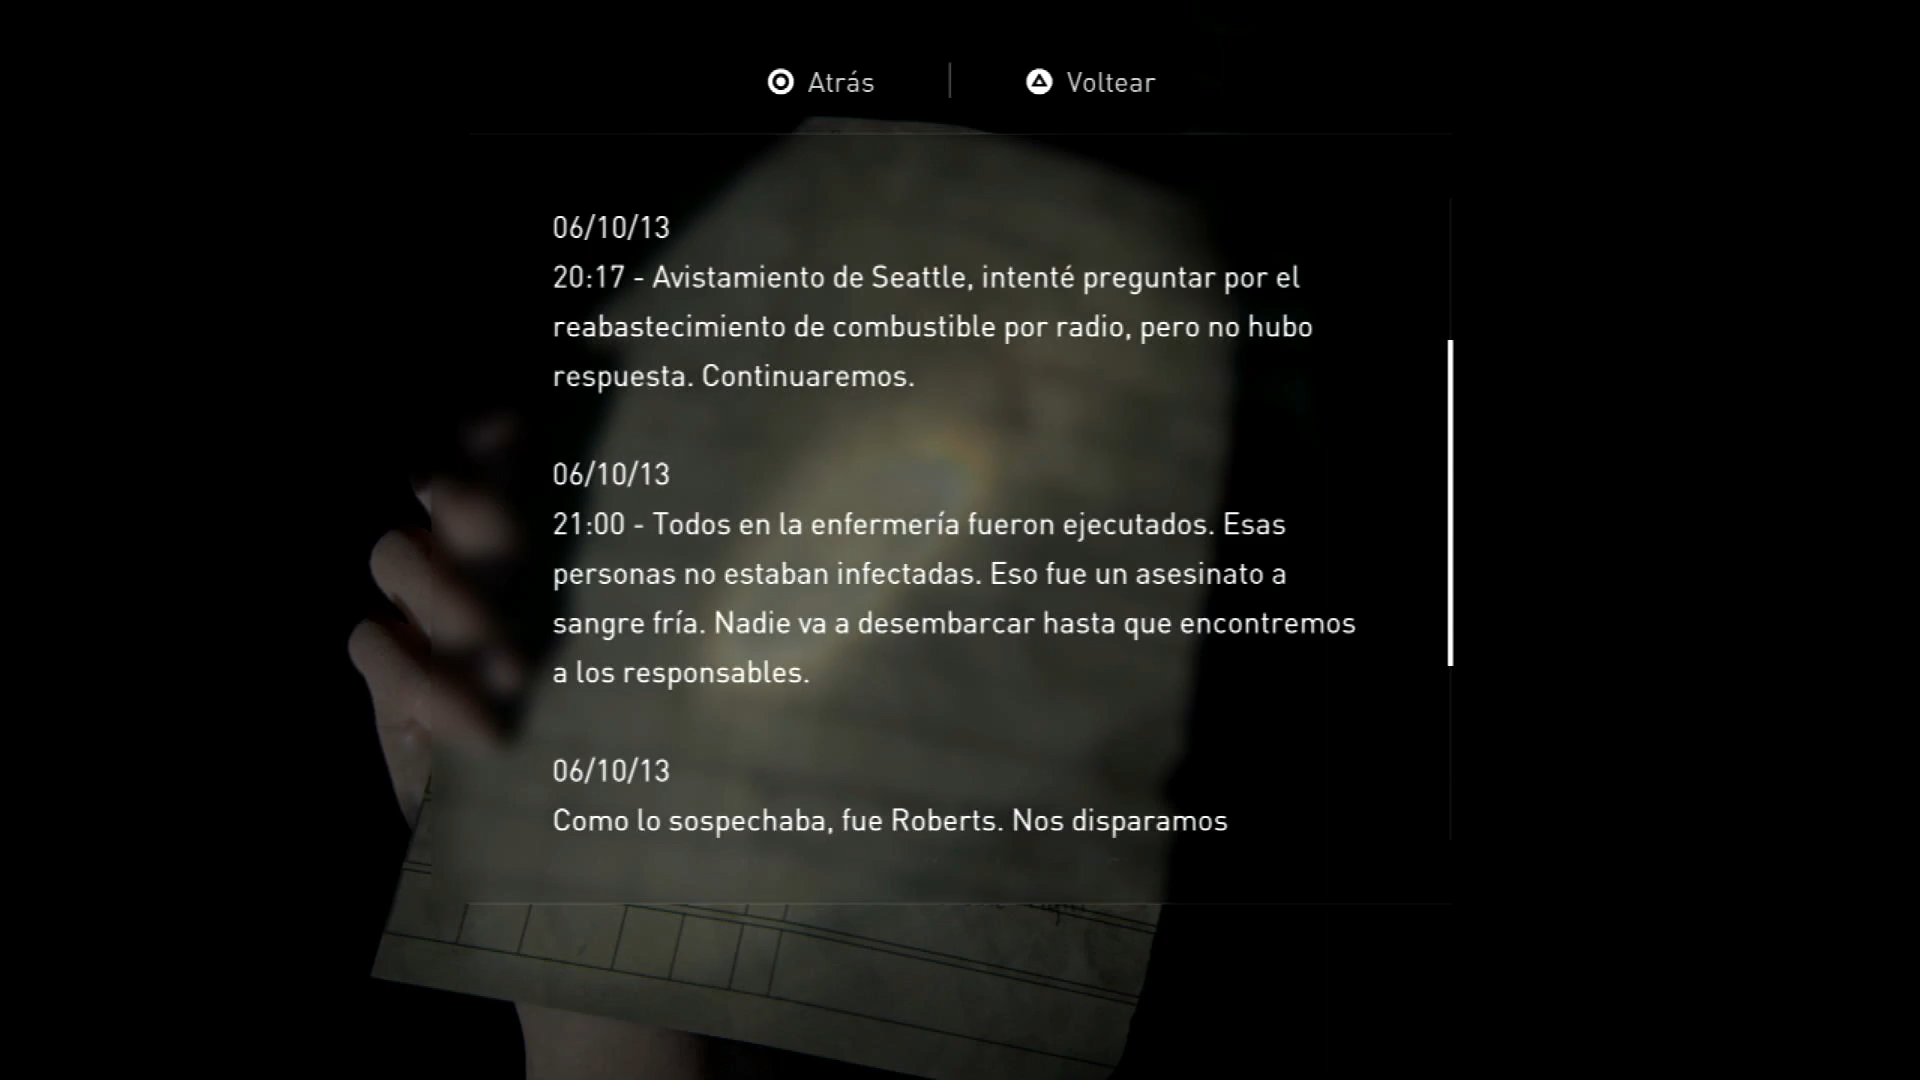 Atrás
Voltear
06/10/13
20:17 - Avistamiento de Seattle, intenté preguntar por el
reabastecimiento de combustible por radio, pero no hubo
respuesta. Continuaremos.
06/10/13
21:00 - Todos en la enfermería fueron ejecutados. Esas
personas no estaban infectadas. Eso fue un asesinato a
sangre fría. Nadie va a desembarcar hasta que encontremos
a los responsables.
06/10/13
Como lo sospechaba, fue Roberts. Nos disparamos